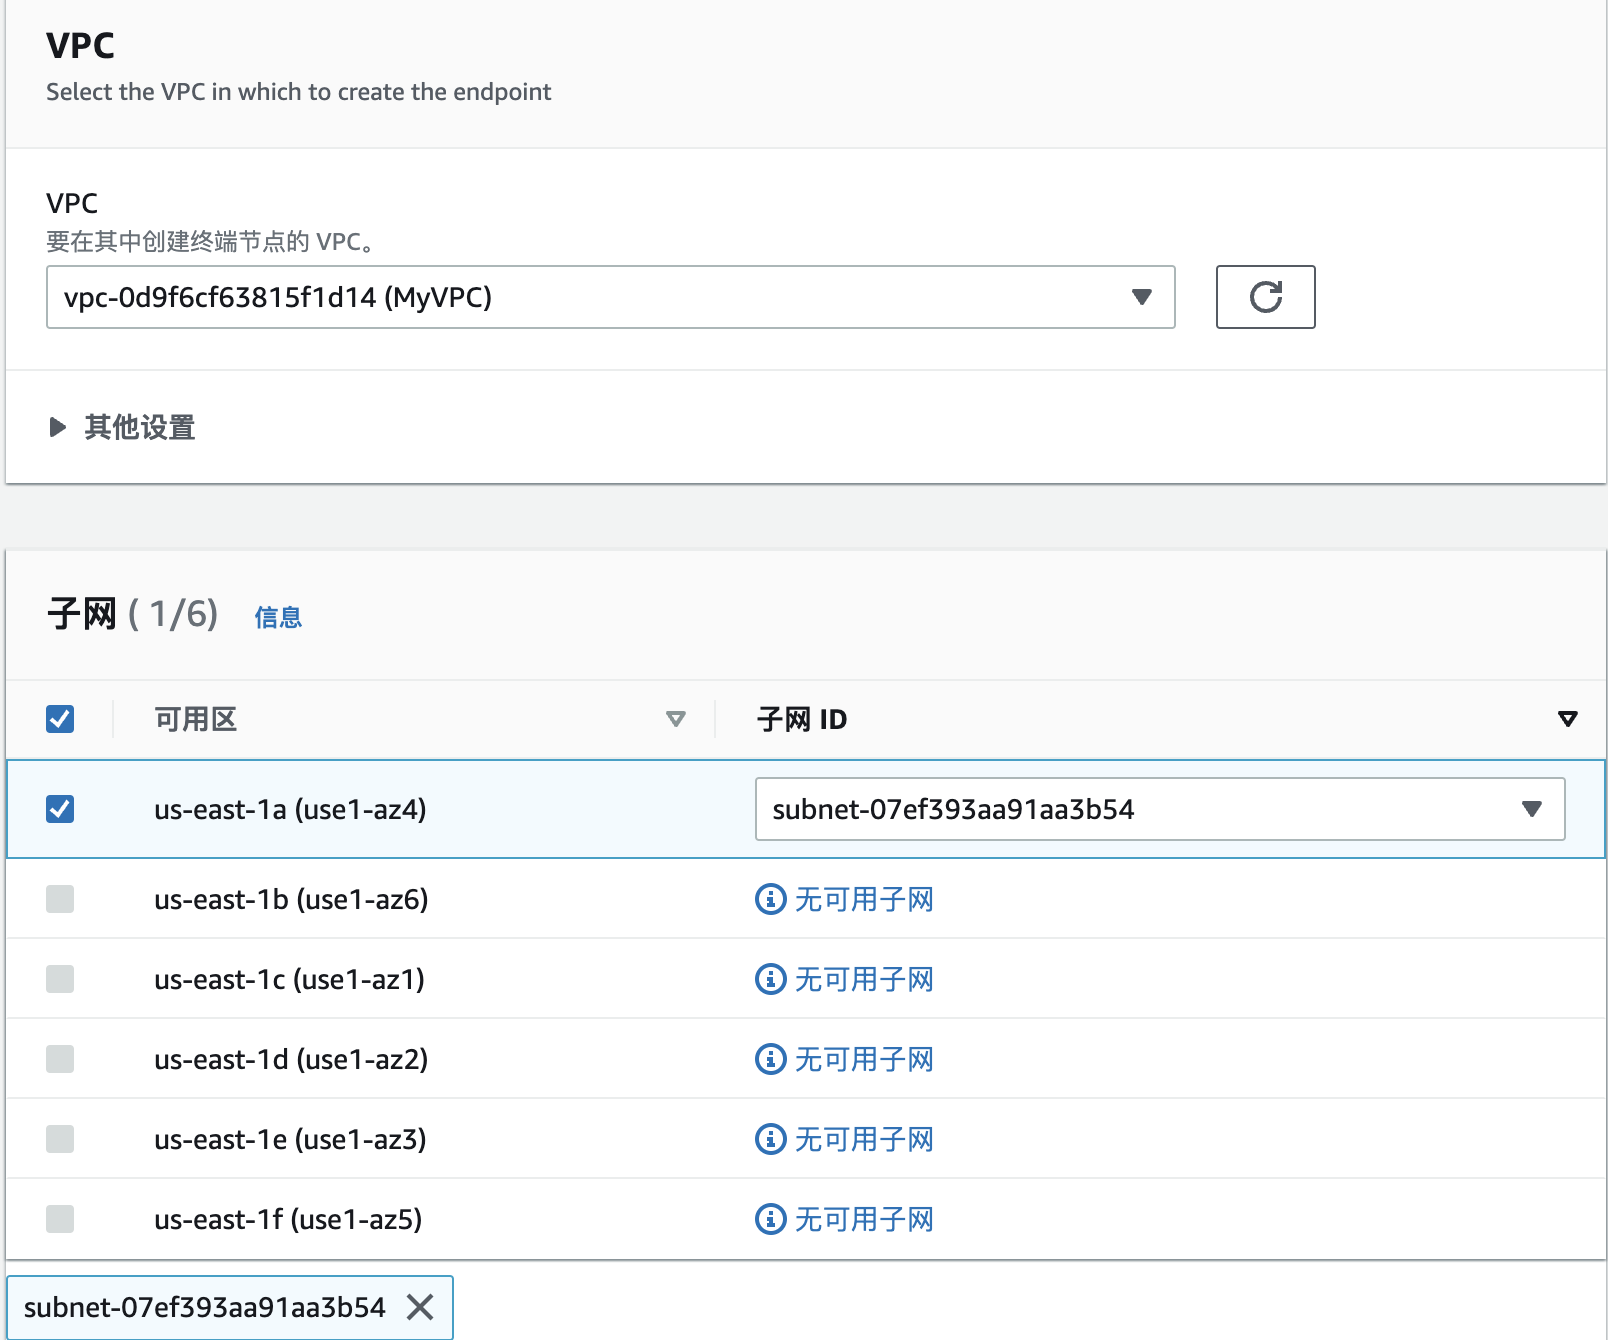 VPC
Select the VPC in which to create the endpoint
VPC
要在其中创建终端节点的 VPC。
vpc-0d9f6cf63815f1d14 (MyVPC)
其他设置
子网 ( 1/6) 信息
可用区 子网 ID
us-east-1a (use1-az4) subnet-07ef393aa91aa3b54
us-east-1b (use1-az6) 无可用子网
us-east-1c (use1-az1) 无可用子网
us-east-1d (use1-az2) 无可用子网
us-east-1e (use1-az3) 无可用子网
us-east-1f (use1-az5) 无可用子网
subnet-07ef393aa91aa3b54